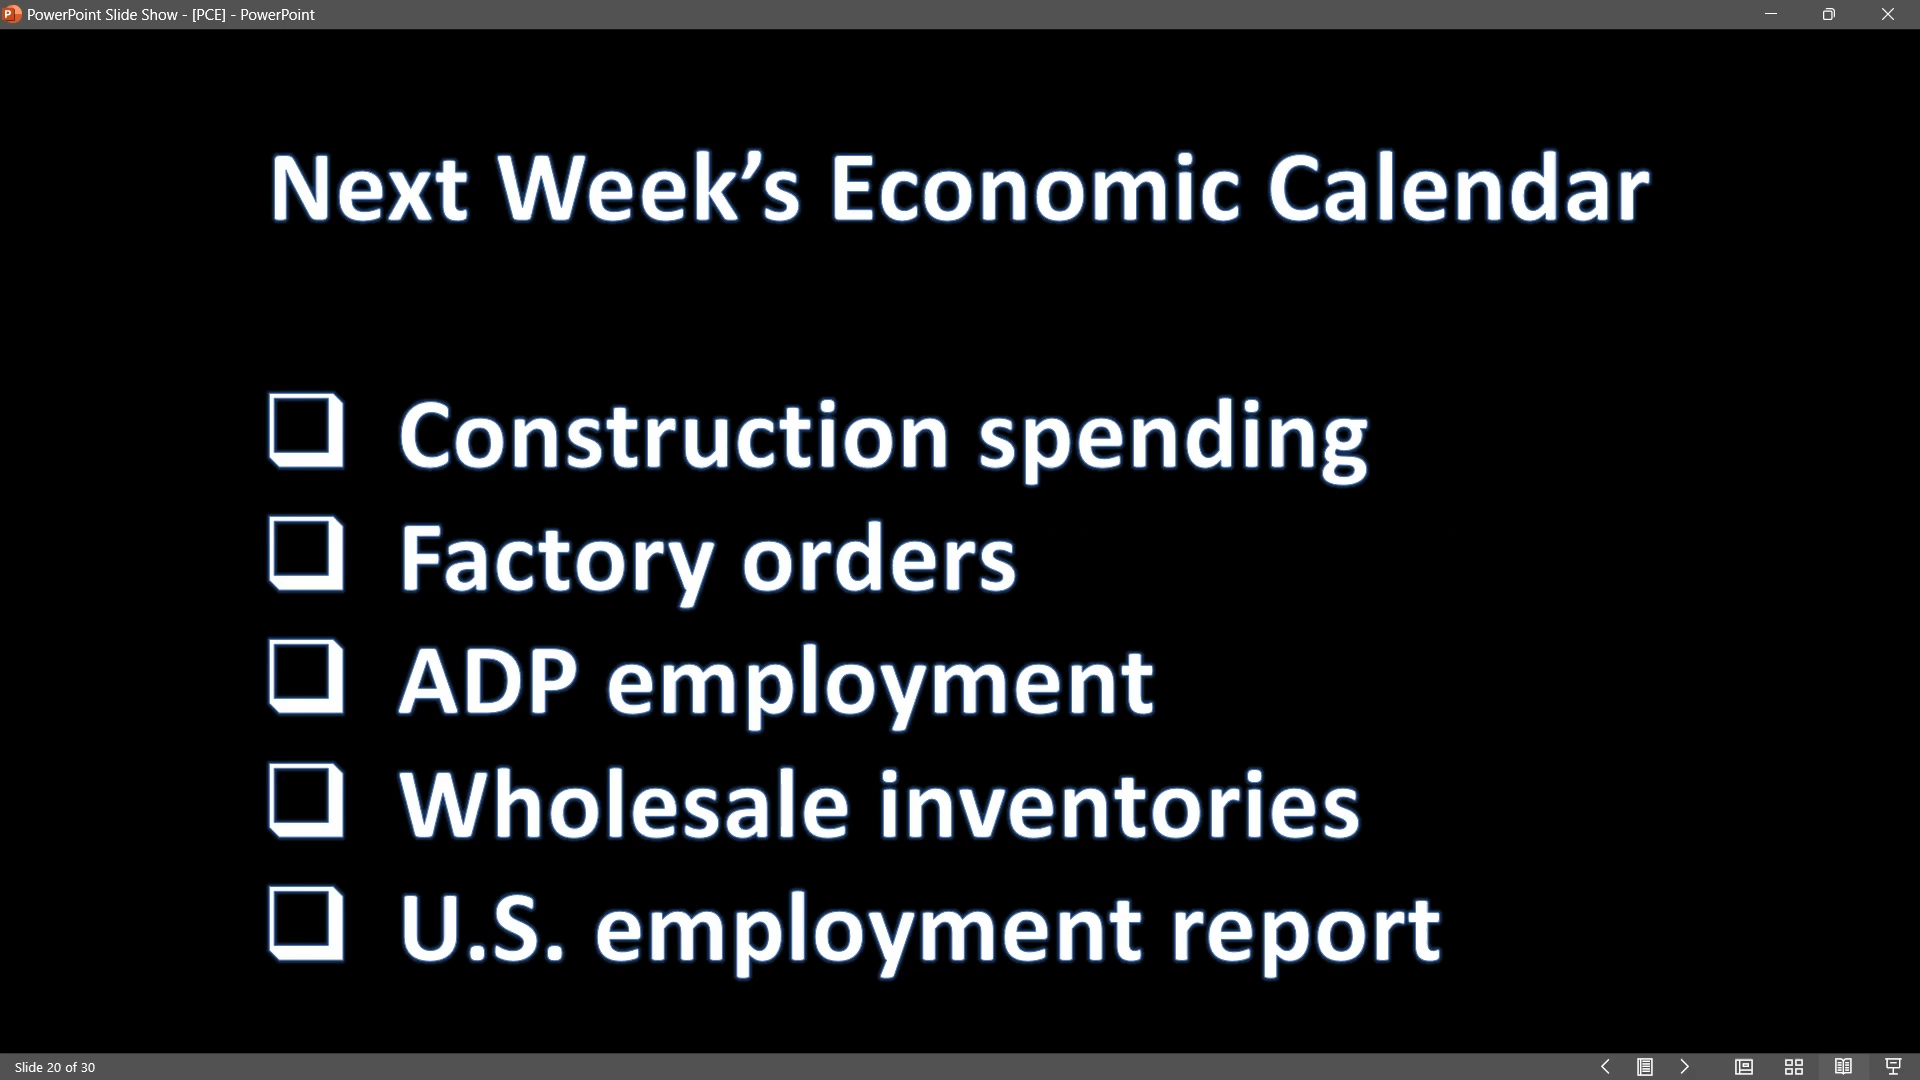 PowerPoint Slide Show - [PCE] - PowerPoint
Next Week’s Economic Calendar
❑ Construction spending
❑ Factory orders
❑ ADP employment
❑ Wholesale inventories
❑ U.S. employment report
Slide 20 of 30